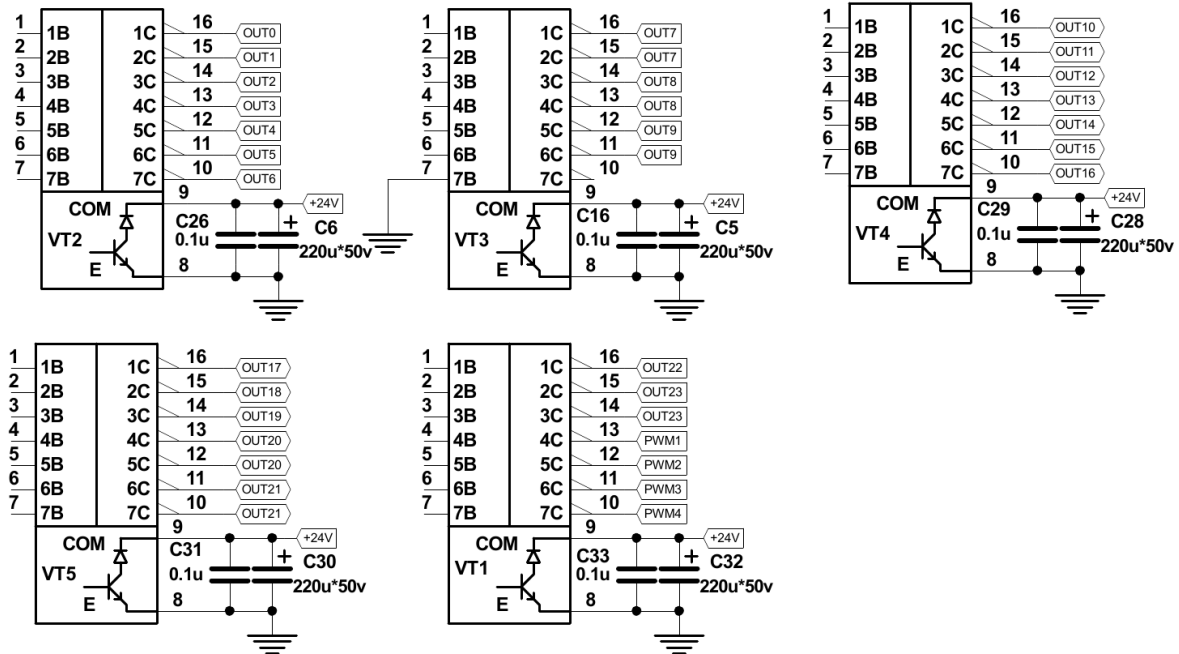 1 1B 1C 16 OUT0
2 2B 2C 15 OUT1
3 3B 3C 14 OUT2
4 4B 4C 13 OUT3
5 5B 5C 12 OUT4
6 6B 6C 11 OUT5
7 7B 7C 10 OUT6
9
COM +24V
C26 C6
VT2 0.1u + 220u*50v
E 8
1 1B 1C 16 OUT7
2 2B 2C 15 OUT7
3 3B 3C 14 OUT8
4 4B 4C 13 OUT8
5 5B 5C 12 OUT9
6 6B 6C 11 OUT9
7 7B 7C 10
9
COM +24V
C16 C5
VT3 0.1u + 220u*50v
E 8
1 1B 1C 16 OUT10
2 2B 2C 15 OUT11
3 3B 3C 14 OUT12
4 4B 4C 13 OUT13
5 5B 5C 12 OUT14
6 6B 6C 11 OUT15
7 7B 7C 10 OUT16
9
COM +24V
C29 C28
VT4 0.1u + 220u*50v
E 8
1 1B 1C 16 OUT17
2 2B 2C 15 OUT18
3 3B 3C 14 OUT19
4 4B 4C 13 OUT20
5 5B 5C 12 OUT20
6 6B 6C 11 OUT21
7 7B 7C 10 OUT21
9
COM +24V
C31 C30
VT5 0.1u + 220u*50v
E 8
1 1B 1C 16 OUT22
2 2B 2C 15 OUT23
3 3B 3C 14 OUT23
4 4B 4C 13 PWM1
5 5B 5C 12 PWM2
6 6B 6C 11 PWM3
7 7B 7C 10 PWM4
9
COM +24V
C33 C32
VT1 0.1u + 220u*50v
E 8